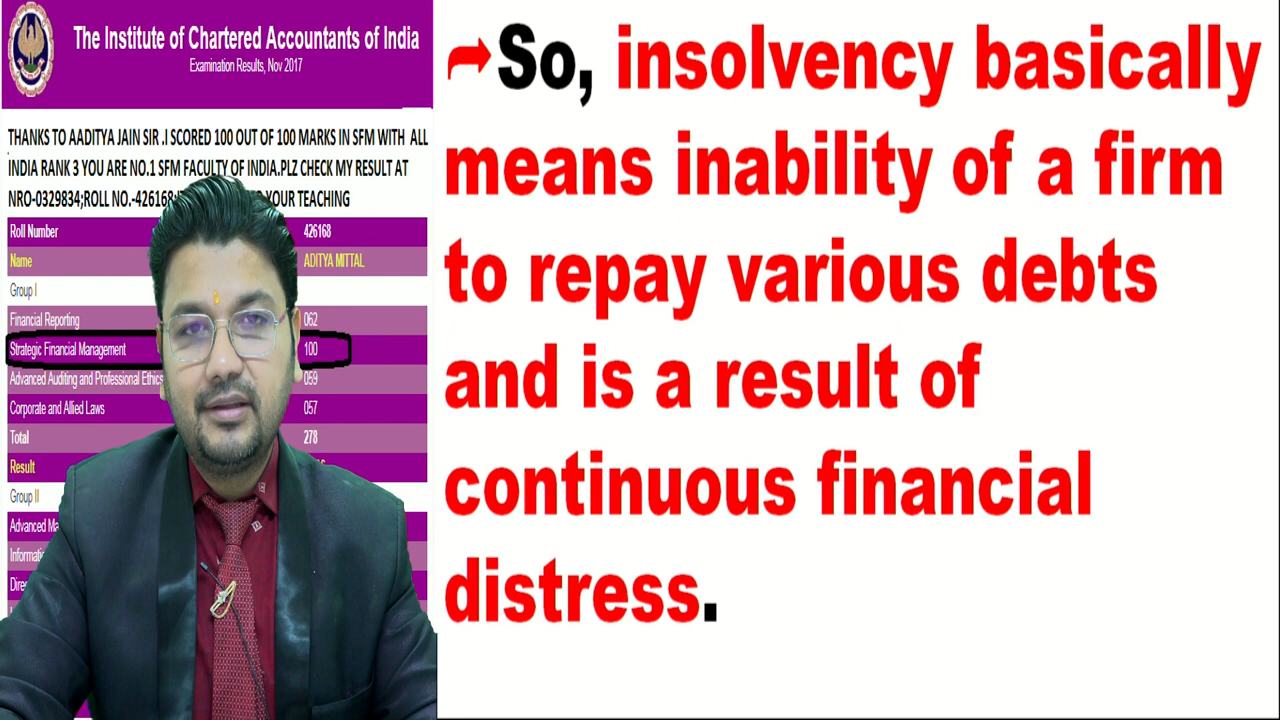 The Institute of Chartered Accountants of India
Examination Results, Nov 2017
THANKS TO AADITYA JAIN SIR .I SCORED 100 OUT OF 100 MARKS IN SFM WITH ALL
INDIA RANK 3 YOU ARE NO.1 SFM FACULTY OF INDIA.PLZ CHECK MY RESULT AT
NRO-0329834;ROLL NO.-426168 YOUR TEACHING
Roll Number 426168
Name ADITYA MITTAL
Group I
Financial Reporting 062
Strategic Financial Management 100
Advanced Auditing and Professional Ethics 059
Corporate and Allied Laws 057
Total 278
Result
Group II
Advanced
So, insolvency basically
means inability of a firm
to repay various debts
and is a result of
continuous financial
distress.